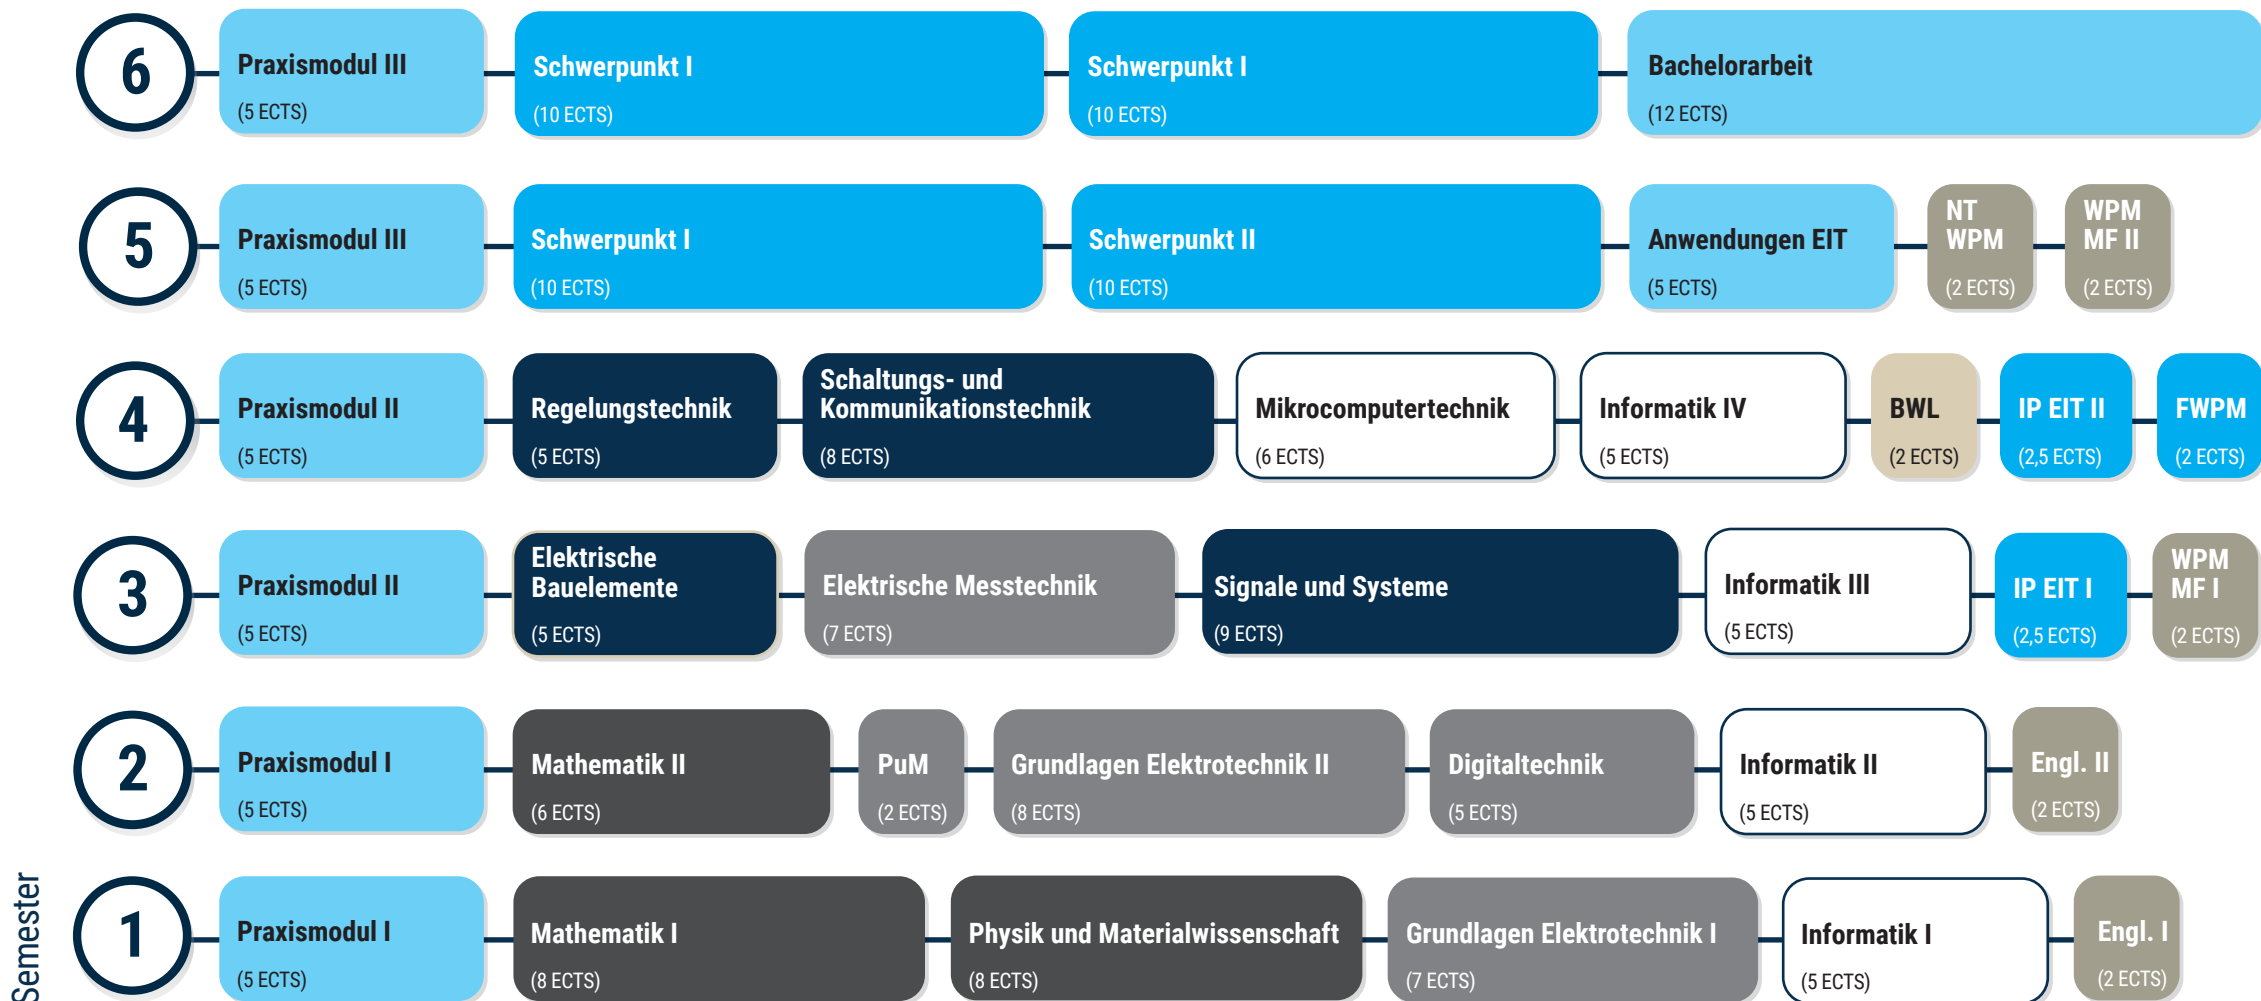 6
Praxismodul III
(5 ECTS)
Schwerpunkt I
(10 ECTS)
Schwerpunkt I
(10 ECTS)
Bachelorarbeit
(12 ECTS)
5
Praxismodul III
(5 ECTS)
Schwerpunkt I
(10 ECTS)
Schwerpunkt II
(10 ECTS)
Anwendungen EIT
(5 ECTS)
NT
WPM
(2 ECTS)
WPM
MF II
(2 ECTS)
4
Praxismodul II
(5 ECTS)
Regelungstechnik
(5 ECTS)
Schaltungs- und
Kommunikationstechnik
(8 ECTS)
Mikrocomputertechnik
(6 ECTS)
Informatik IV
(5 ECTS)
BWL
(2 ECTS)
IP EIT II
(2,5 ECTS)
FWPM
(2 ECTS)
3
Praxismodul II
(5 ECTS)
Elektrische
Bauelemente
(5 ECTS)
Elektrische Messtechnik
(7 ECTS)
Signale und Systeme
(9 ECTS)
Informatik III
(5 ECTS)
IP EIT I
(2,5 ECTS)
WPM
MF I
(2 ECTS)
2
Praxismodul I
(5 ECTS)
Mathematik II
(6 ECTS)
PuM
(2 ECTS)
Grundlagen Elektrotechnik II
(8 ECTS)
Digitaltechnik
(5 ECTS)
Informatik II
(5 ECTS)
Engl. II
(2 ECTS)
Semester
1
Praxismodul I
(5 ECTS)
Mathematik I
(8 ECTS)
Physik und Materialwissenschaft
(8 ECTS)
Grundlagen Elektrotechnik I
(7 ECTS)
Informatik I
(5 ECTS)
Engl. I
(2 ECTS)